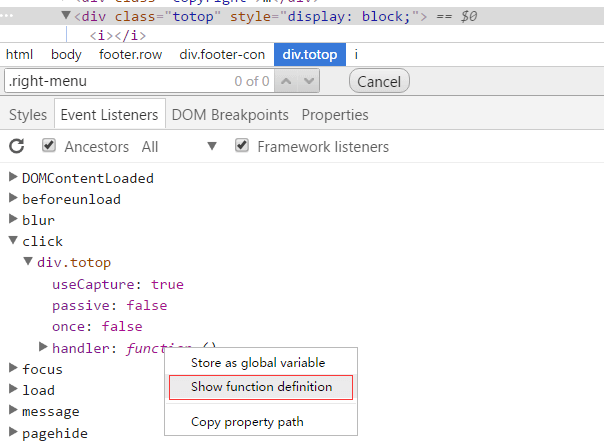 <div class="totop" style="display: block;"> == $0
<i></i>
html body footer.row div.footer-con div.totop i
.right-menu 0 of 0 Cancel
Styles Event Listeners DOM Breakpoints Properties
Ancestors All Framework listeners
DOMContentLoaded
beforeunload
blur
click
div.totop
useCapture: true
passive: false
once: false
handler: function ()
Store as global variable
focus
Show function definition
load
message
Copy property path
pagehide